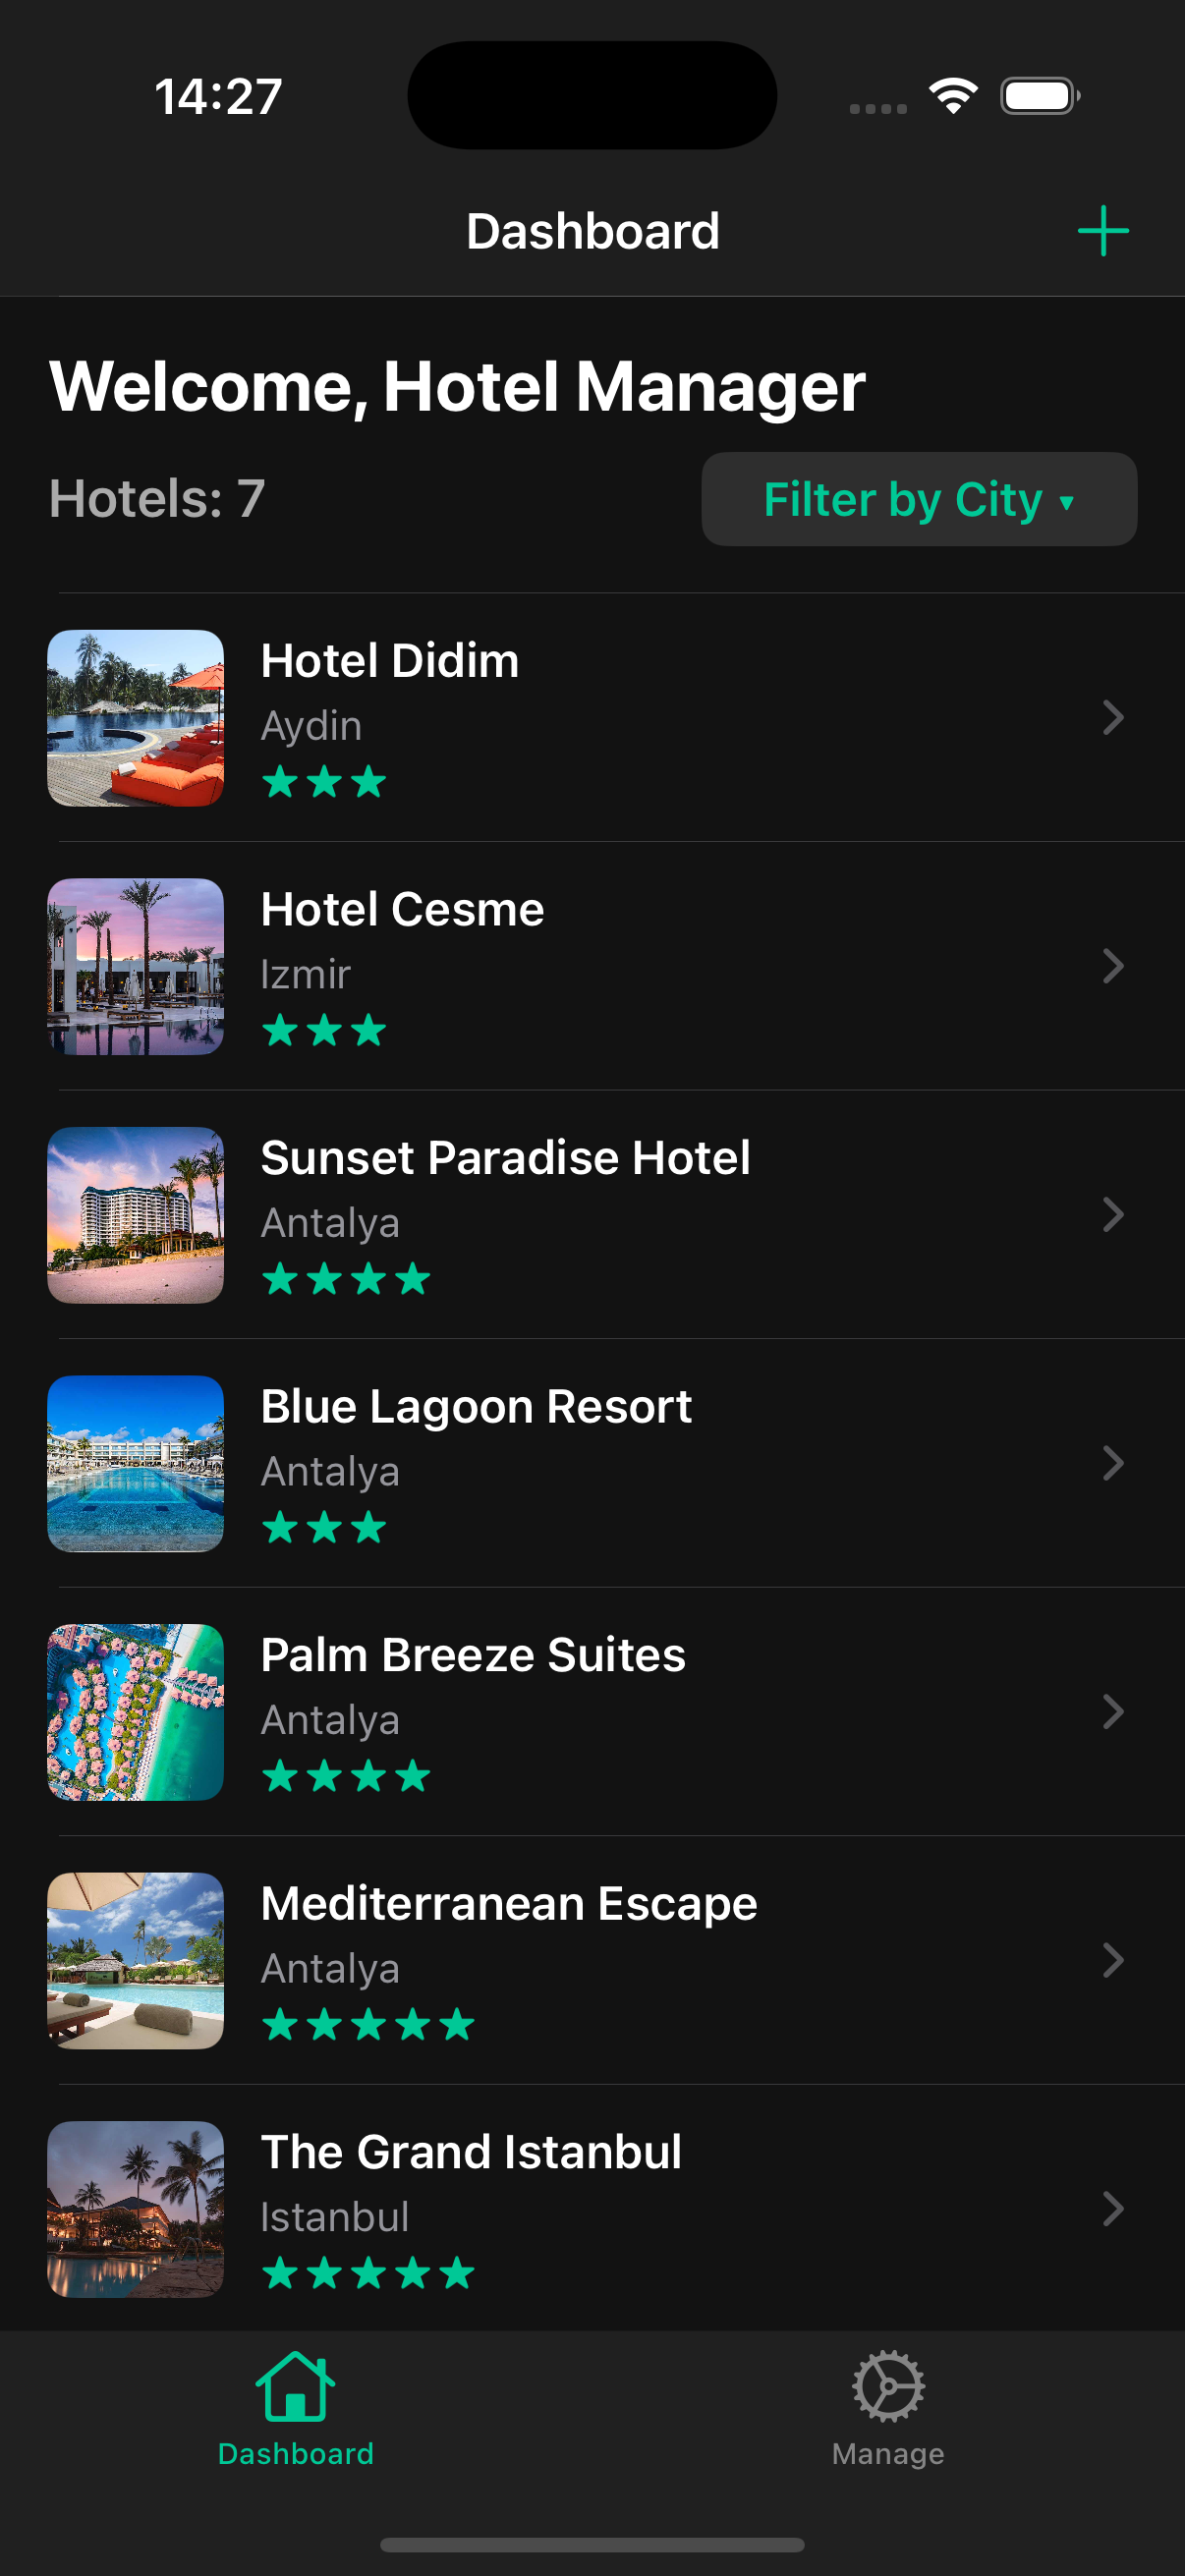 14:27
Dashboard
Welcome, Hotel Manager
Hotels: 7
Filter by City ▾
Hotel Didim
Aydin
Hotel Cesme
Izmir
Sunset Paradise Hotel
Antalya
Blue Lagoon Resort
Antalya
Palm Breeze Suites
Antalya
Mediterranean Escape
Antalya
The Grand Istanbul
Istanbul
Dashboard
Manage